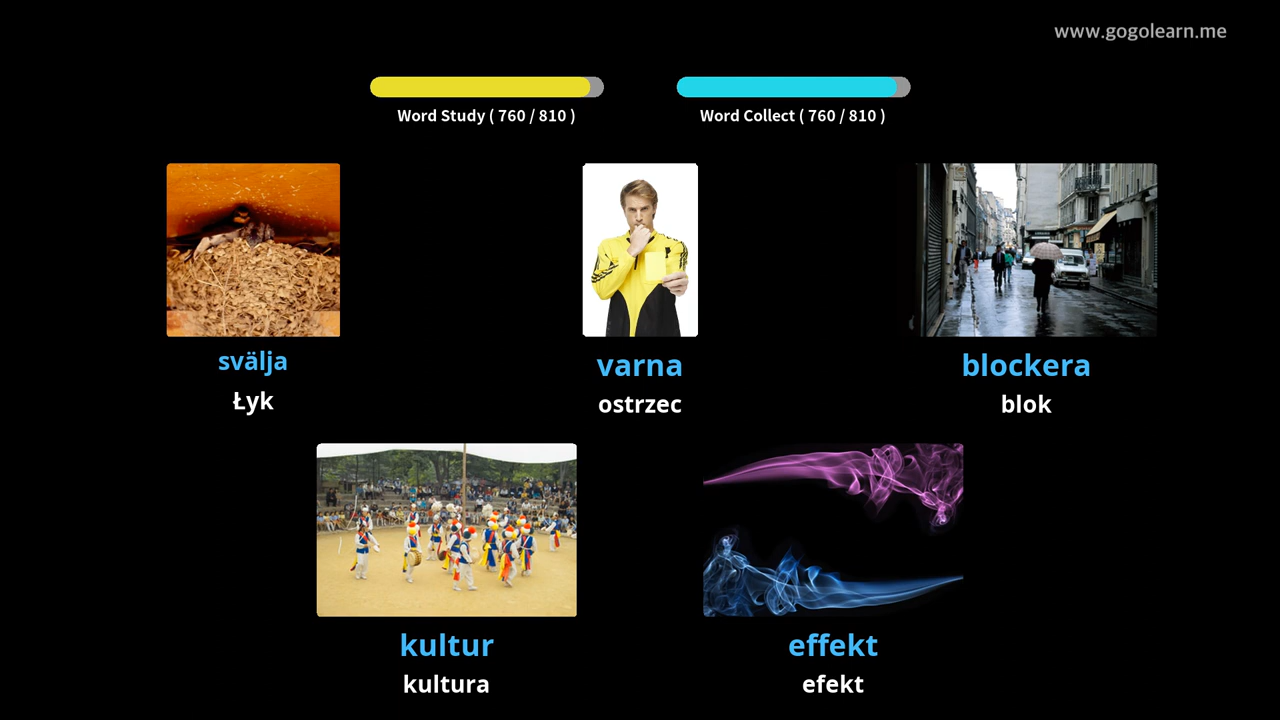 www.gogolearn.me
Word Study ( 760 / 810 )
Word Collect ( 760 / 810 )
svälja
Łyk
varna
ostrzec
blockera
blok
kultur
kultura
effekt
efekt